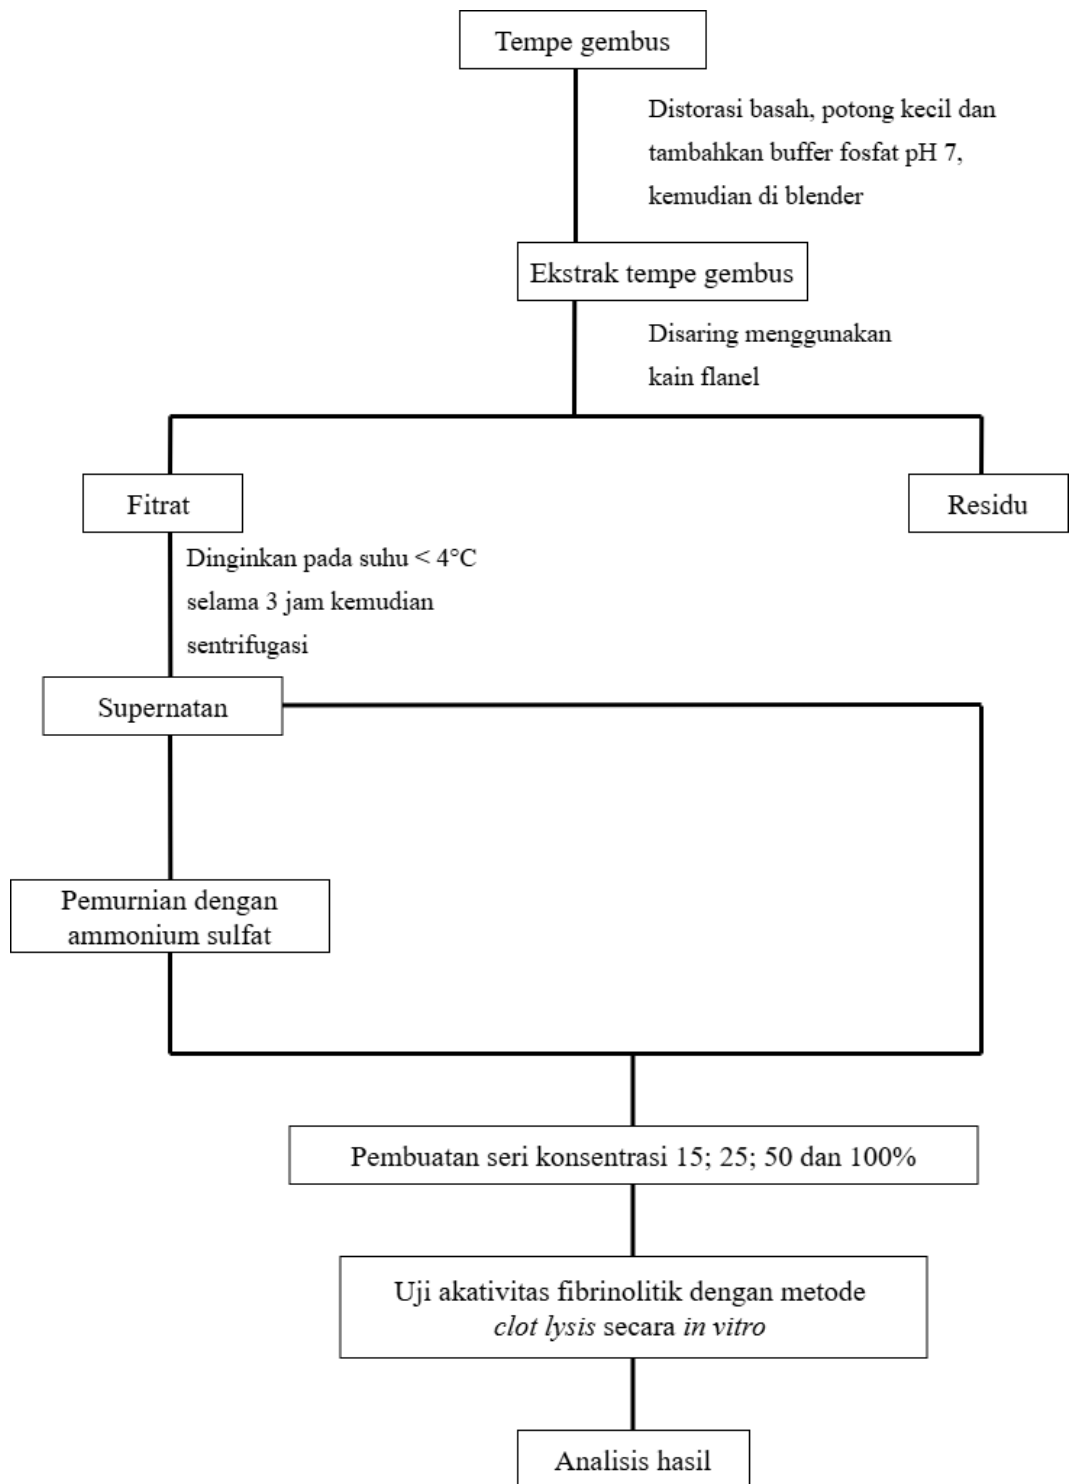 Tempe gembus
Distorasi basah, potong kecil dan
tambahkan buffer fosfat pH 7,
kemudian di blender
Ekstrak tempe gembus
Disaring menggunakan
kain flanel
Fitrat
Residu
Dinginkan pada suhu < 4°C
selama 3 jam kemudian
sentrifugasi
Supernatan
Pemurnian dengan
ammonium sulfat
Pembuatan seri konsentrasi 15; 25; 50 dan 100%
Uji akativitas fibrinolitik dengan metode
clot lysis secara in vitro
Analisis hasil